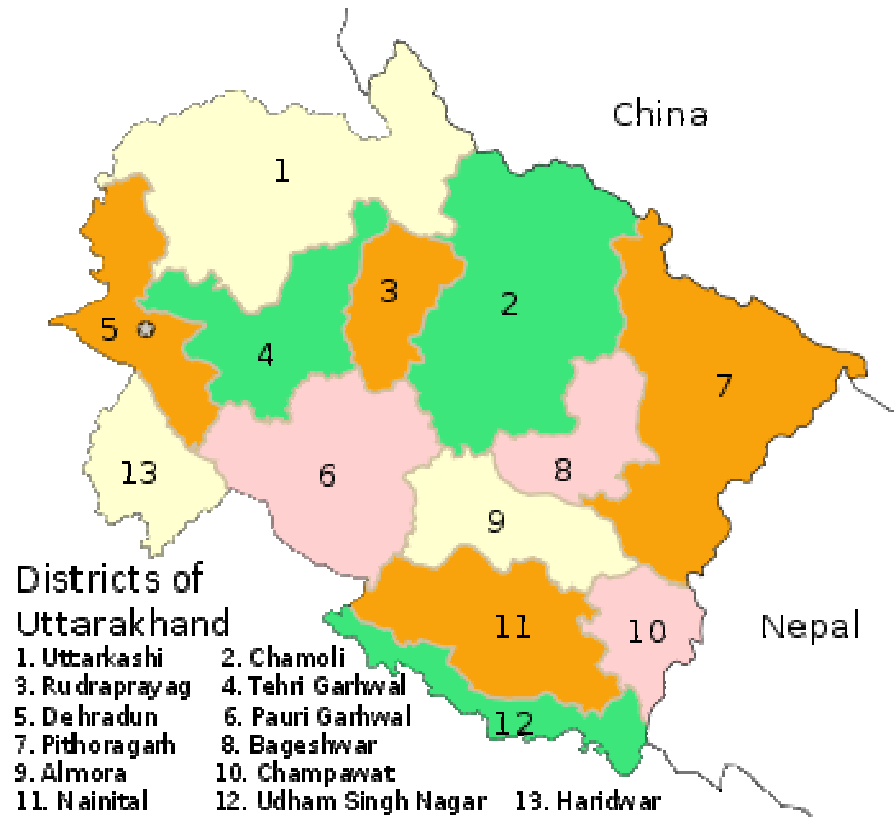 China
1
2
3
5
4
7
13
6
8
9
11
10
Nepal
12
Districts of
Uttarakhand
1. Uttarkashi 2. Chamoli
3. Rudraprayag 4. Tehri Garhwal
5. Dehradun 6. Pauri Garhwal
7. Pithoragarh 8. Bageshwar
9. Almora 10. Champawat
11. Nainital 12. Udham Singh Nagar 13. Haridwar